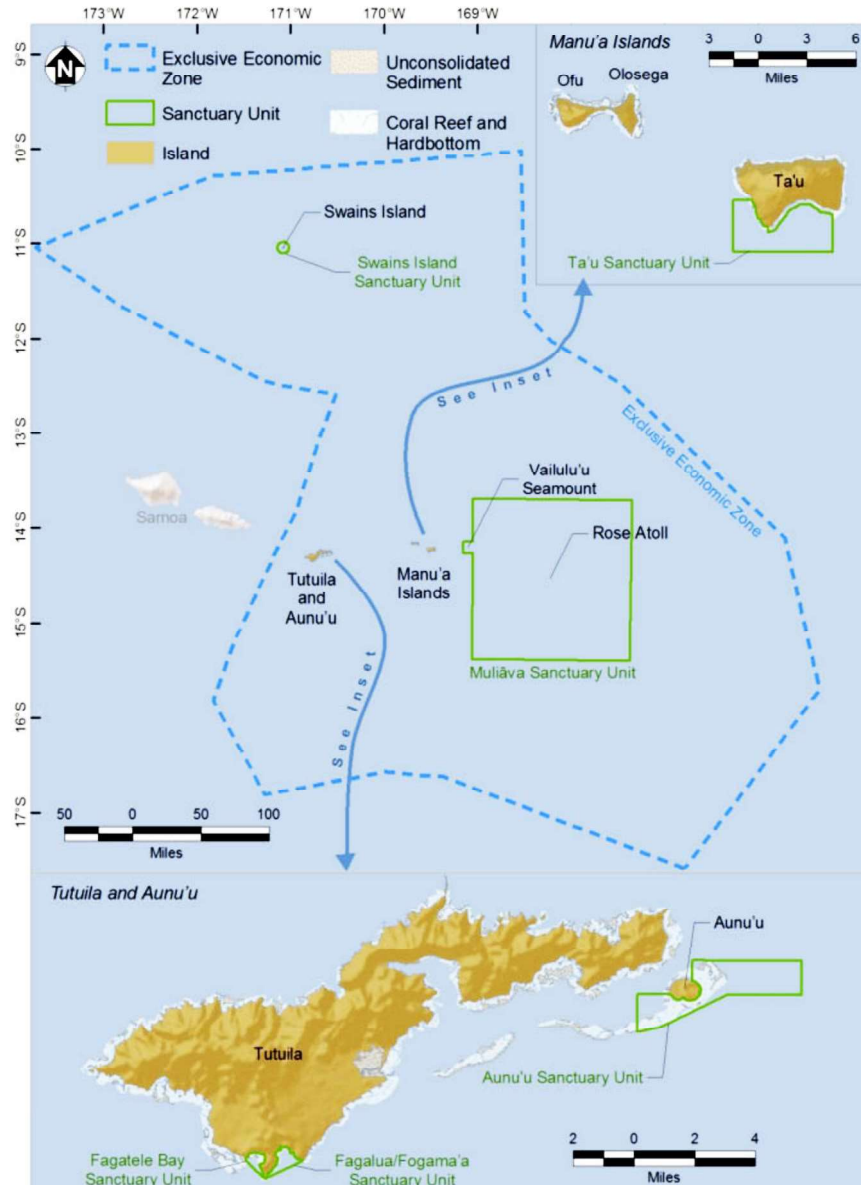 173°W 172°W 171°W 170°W 169°W
9°S
10°S
11°S
12°S
13°S
14°S
15°S
16°S
17°S
N
Exclusive Economic
Zone
Sanctuary Unit
Island
Unconsolidated
Sediment
Coral Reef and
Hardbottom
Manu'a Islands
3 0 3 6
Miles
Ofu
Olosega
Ta'u
Ta'u Sanctuary Unit
Swains Island
Swains Island
Sanctuary Unit
See Inset
Exclusive Economic Zone
Samoa
Vailulu'u
Seamount
Rose Atoll
Tutuila
and
Aunu'u
Manu'a
Islands
Muliāva Sanctuary Unit
See Inset
50 0 50 100
Miles
Tutuila and Aunu'u
Aunu'u
Tutuila
Aunu'u Sanctuary Unit
Fagatele Bay
Sanctuary Unit
Fagalua/Fogama'a
Sanctuary Unit
2 0 2 4
Miles